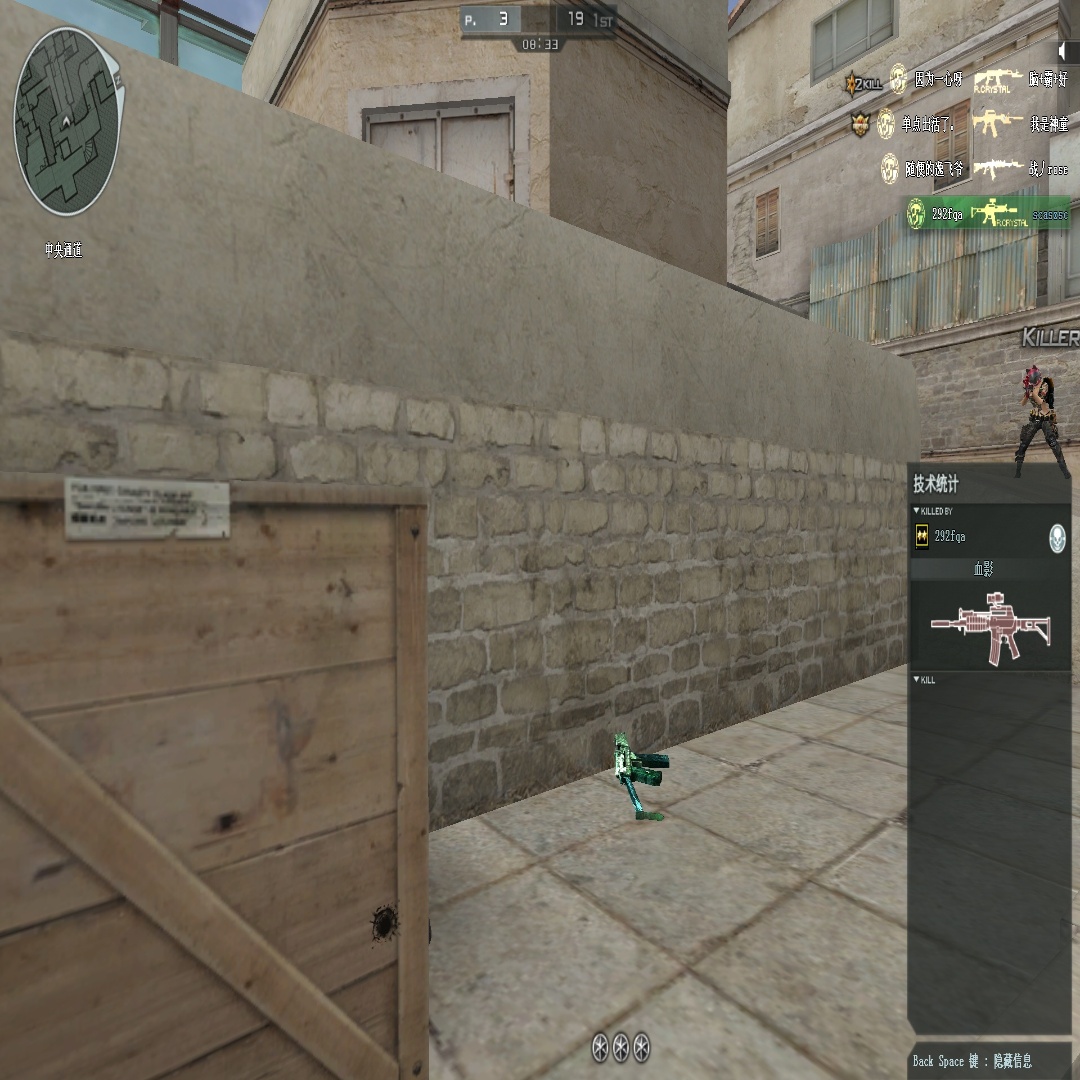 P. 3 19 1ST
08:33
中央通道
2KILL 因为一心呀 R.CRYSTAL 脑+霸+好
单点出活了。 我是神童
随便的逸飞爷 战丿rose
292fqa R.CRYSTAL scasosc
KILLER
技术统计
▼KILLED BY
292fqa
血影
▼KILL
Back Space 键 : 隐藏信息